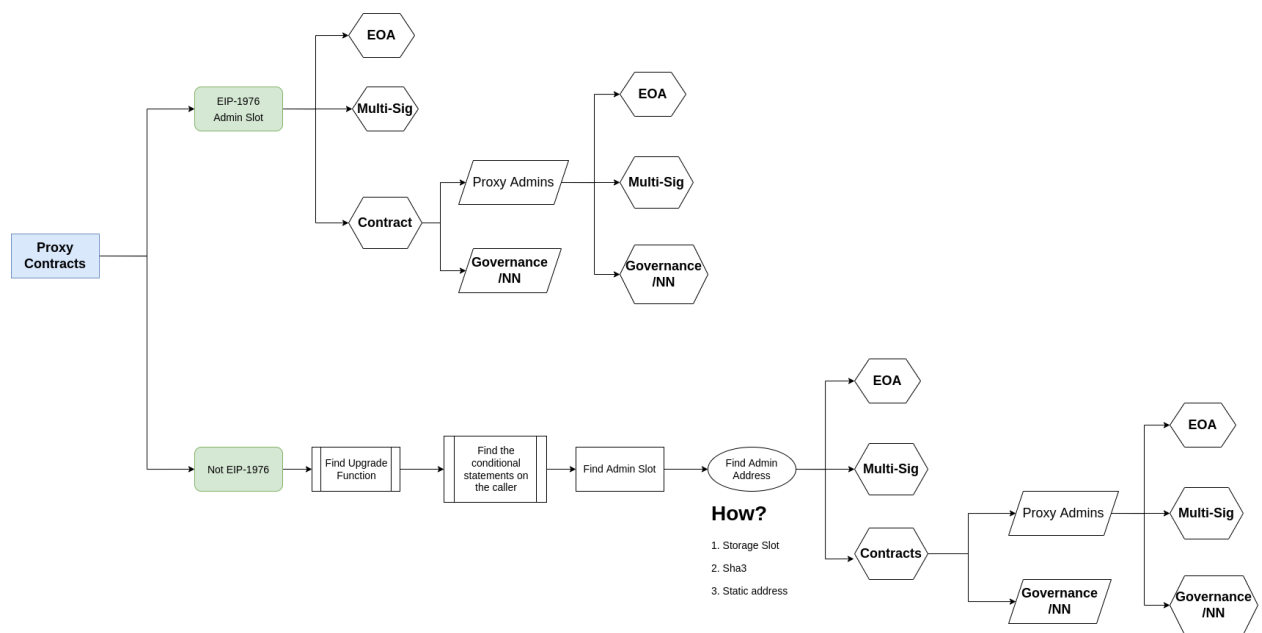 Proxy
Contracts
EIP-1976
Admin Slot
EOA
Multi-Sig
Contract
Proxy Admins
Governance
/NN
EOA
Multi-Sig
Governance
/NN
Not EIP-1976
Find Upgrade
Function
Find the
conditional
statements on
the caller
Find Admin Slot
Find Admin
Address
How?
1. Storage Slot
2. Sha3
3. Static address
EOA
Multi-Sig
Contracts
Proxy Admins
Governance
/NN
EOA
Multi-Sig
Governance
/NN